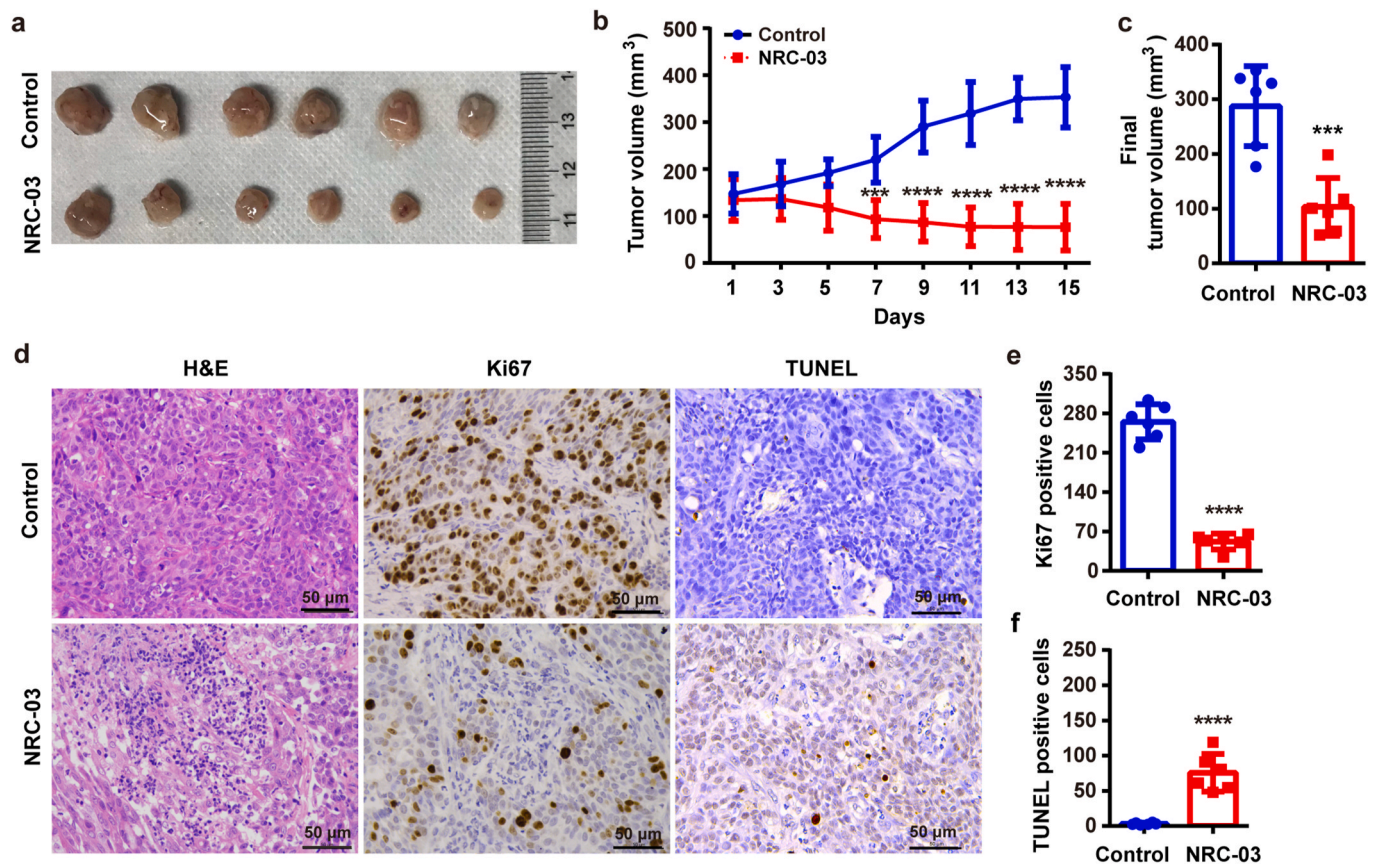 a
Control
NRC-03
14
13
12
11
b
Tumor volume (mm³)
500
400
300
200
100
0
Control
NRC-03
*** **** **** **** ****
1 3 5 7 9 11 13 15
Days
c
Final
tumor volume (mm³)
400
300
200
100
0
***
Control NRC-03
d
H&E Ki67 TUNEL
Control
50 μm 50 μm 50 μm
NRC-03
50 μm 50 μm 50 μm
e
Ki67 positive cells
350
280
210
140
70
0
****
Control NRC-03
f
TUNEL positive cells
250
200
150
100
50
0
****
Control NRC-03